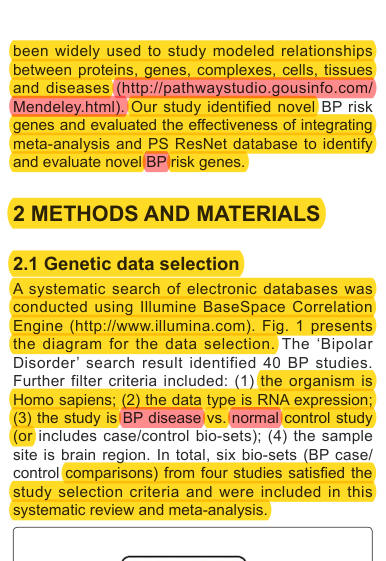 been widely used to study modeled relationships
between proteins, genes, complexes, cells, tissues
and diseases (http://pathwaystudio.gousinfo.com/
Mendeley.html). Our study identified novel BP risk
genes and evaluated the effectiveness of integrating
meta-analysis and PS ResNet database to identify
and evaluate novel BP risk genes.
2 METHODS AND MATERIALS
2.1 Genetic data selection
A systematic search of electronic databases was
conducted using Illumine BaseSpace Correlation
Engine (http://www.illumina.com). Fig. 1 presents
the diagram for the data selection. The ‘Bipolar
Disorder’ search result identified 40 BP studies.
Further filter criteria included: (1) the organism is
Homo sapiens; (2) the data type is RNA expression;
(3) the study is BP disease vs. normal control study
(or includes case/control bio-sets); (4) the sample
site is brain region. In total, six bio-sets (BP case/
control comparisons) from four studies satisfied the
study selection criteria and were included in this
systematic review and meta-analysis.